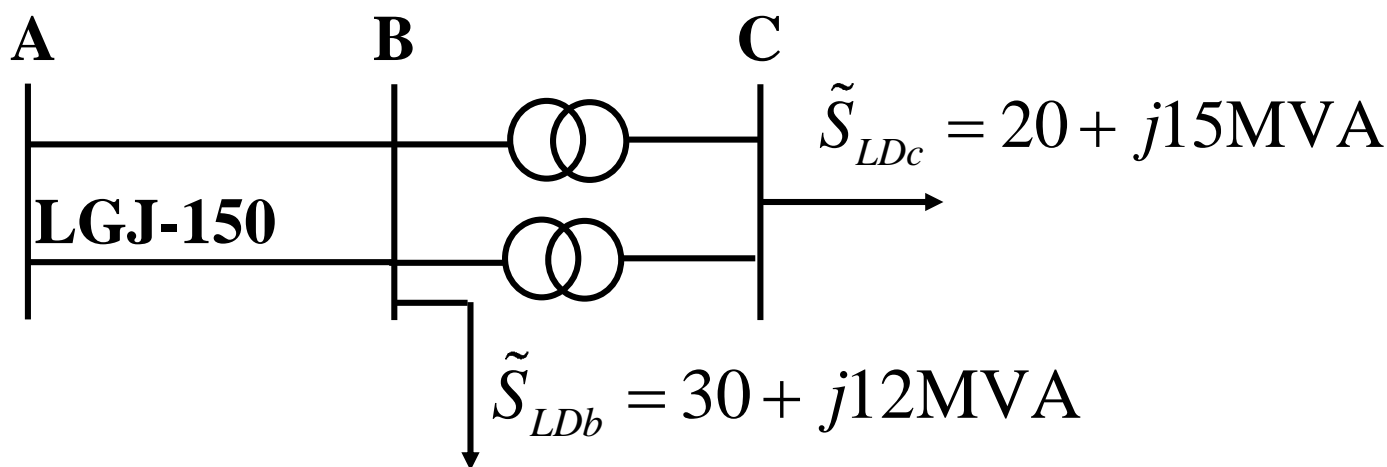 A B C
S̃_LDc = 20 + j15MVA
LGJ-150
S̃_LDb = 30 + j12MVA